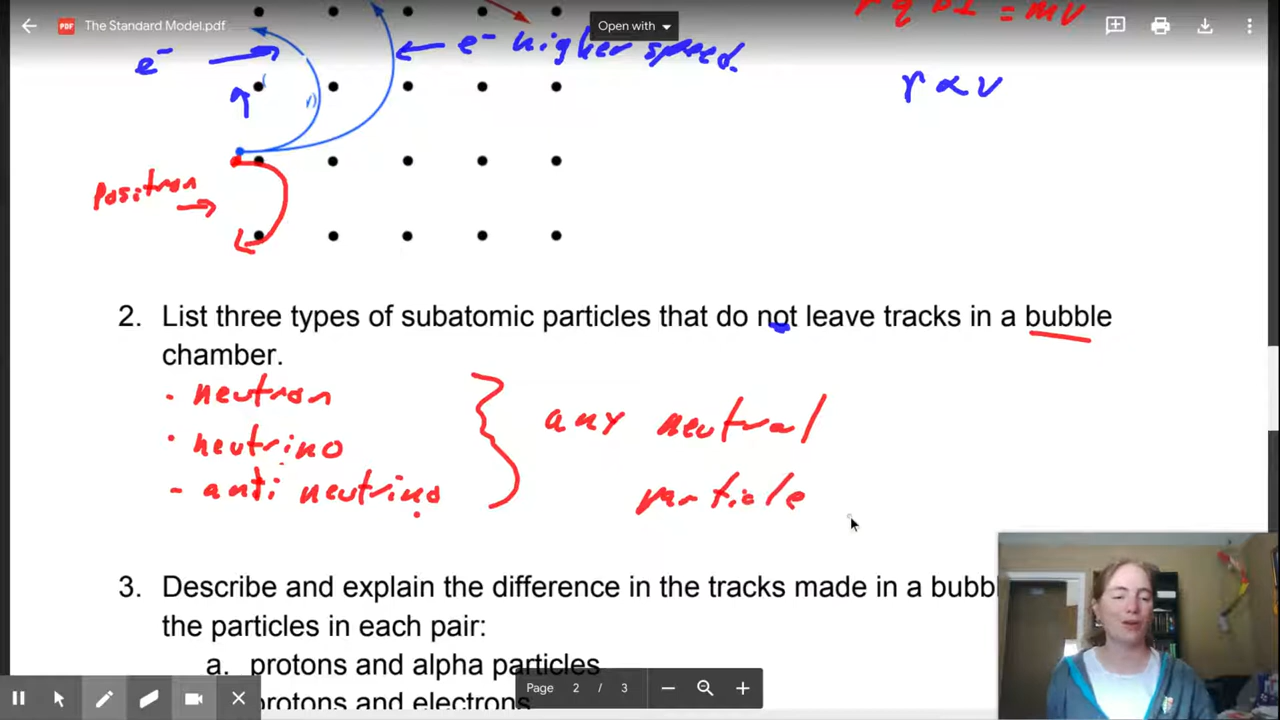 The Standard Model.pdf
Open with
r q B⊥ = mv
e⁻ → ← e⁻ higher speed.
r ∝ v
Positron →
2. List three types of subatomic particles that do not leave tracks in a bubble
chamber.
• neutron
• neutrino
- anti neutrino
any neutral
particle
3. Describe and explain the difference in the tracks made in a bubb
the particles in each pair:
a. protons and alpha particles
protons and electrons
Page 2 / 3